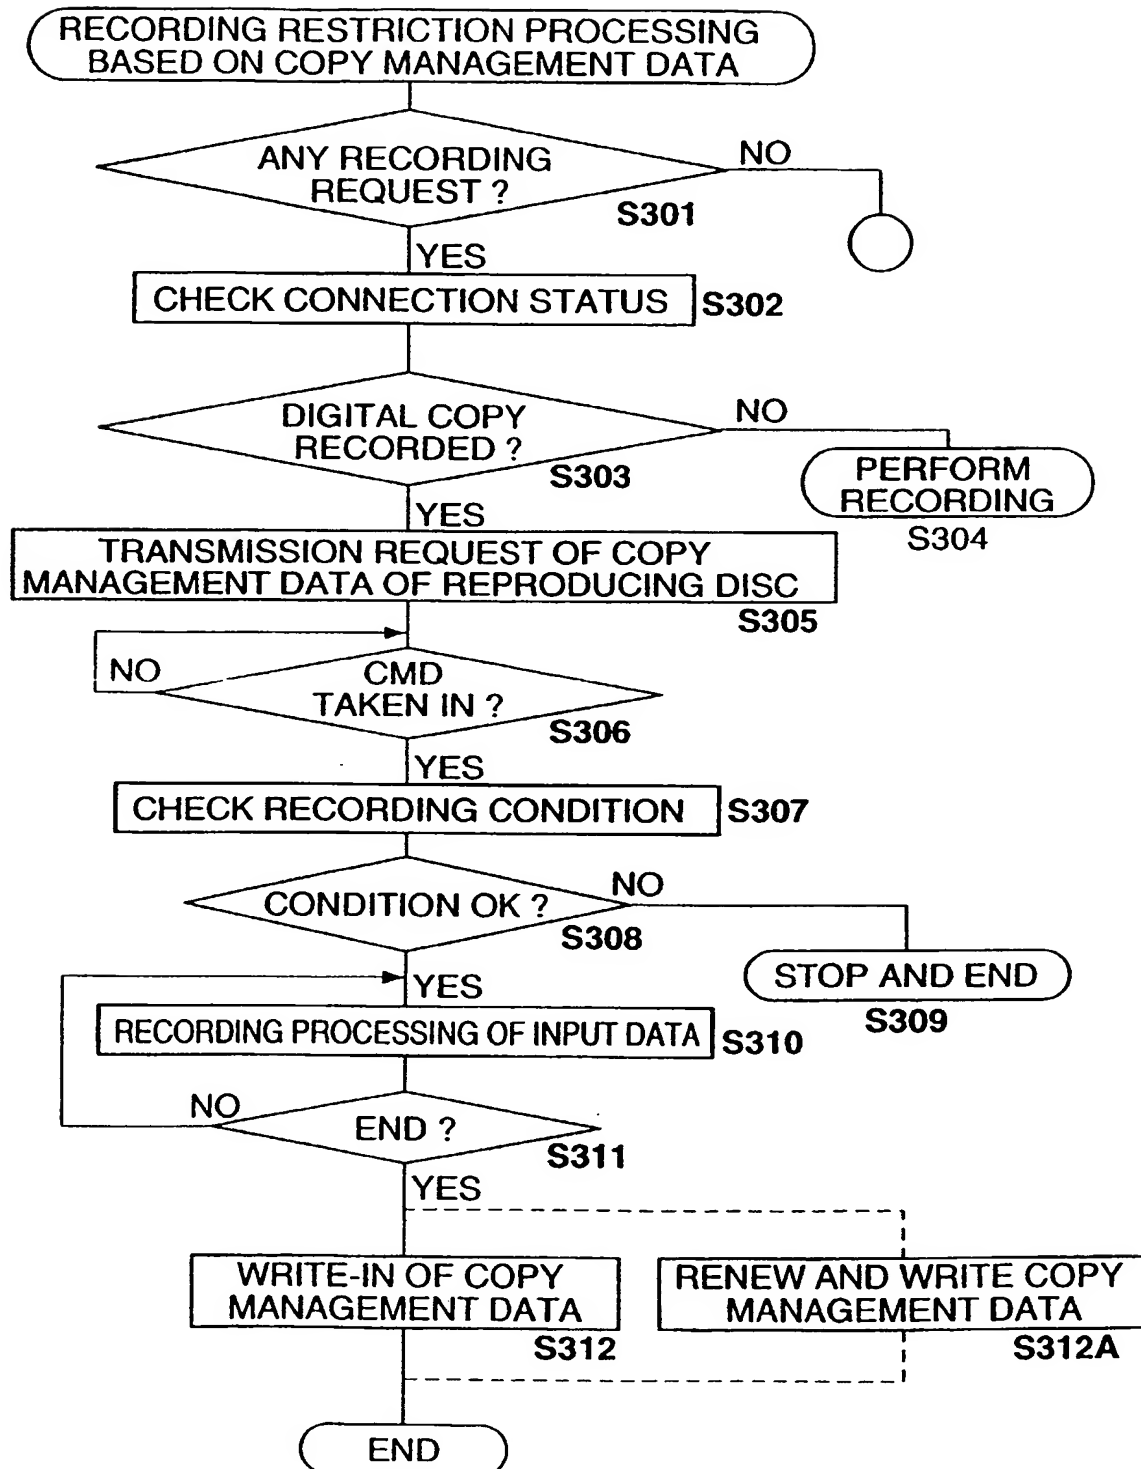 RECORDING RESTRICTION PROCESSING
BASED ON COPY MANAGEMENT DATA
ANY RECORDING
REQUEST ?
NO
S301
YES
CHECK CONNECTION STATUS
S302
DIGITAL COPY
RECORDED ?
NO
S303
PERFORM
RECORDING
S304
YES
TRANSMISSION REQUEST OF COPY
MANAGEMENT DATA OF REPRODUCING DISC
S305
NO
CMD
TAKEN IN ?
S306
YES
CHECK RECORDING CONDITION
S307
CONDITION OK ?
NO
S308
STOP AND END
S309
YES
RECORDING PROCESSING OF INPUT DATA
S310
NO
END ?
S311
YES
WRITE-IN OF COPY
MANAGEMENT DATA
S312
RENEW AND WRITE COPY
MANAGEMENT DATA
S312A
END